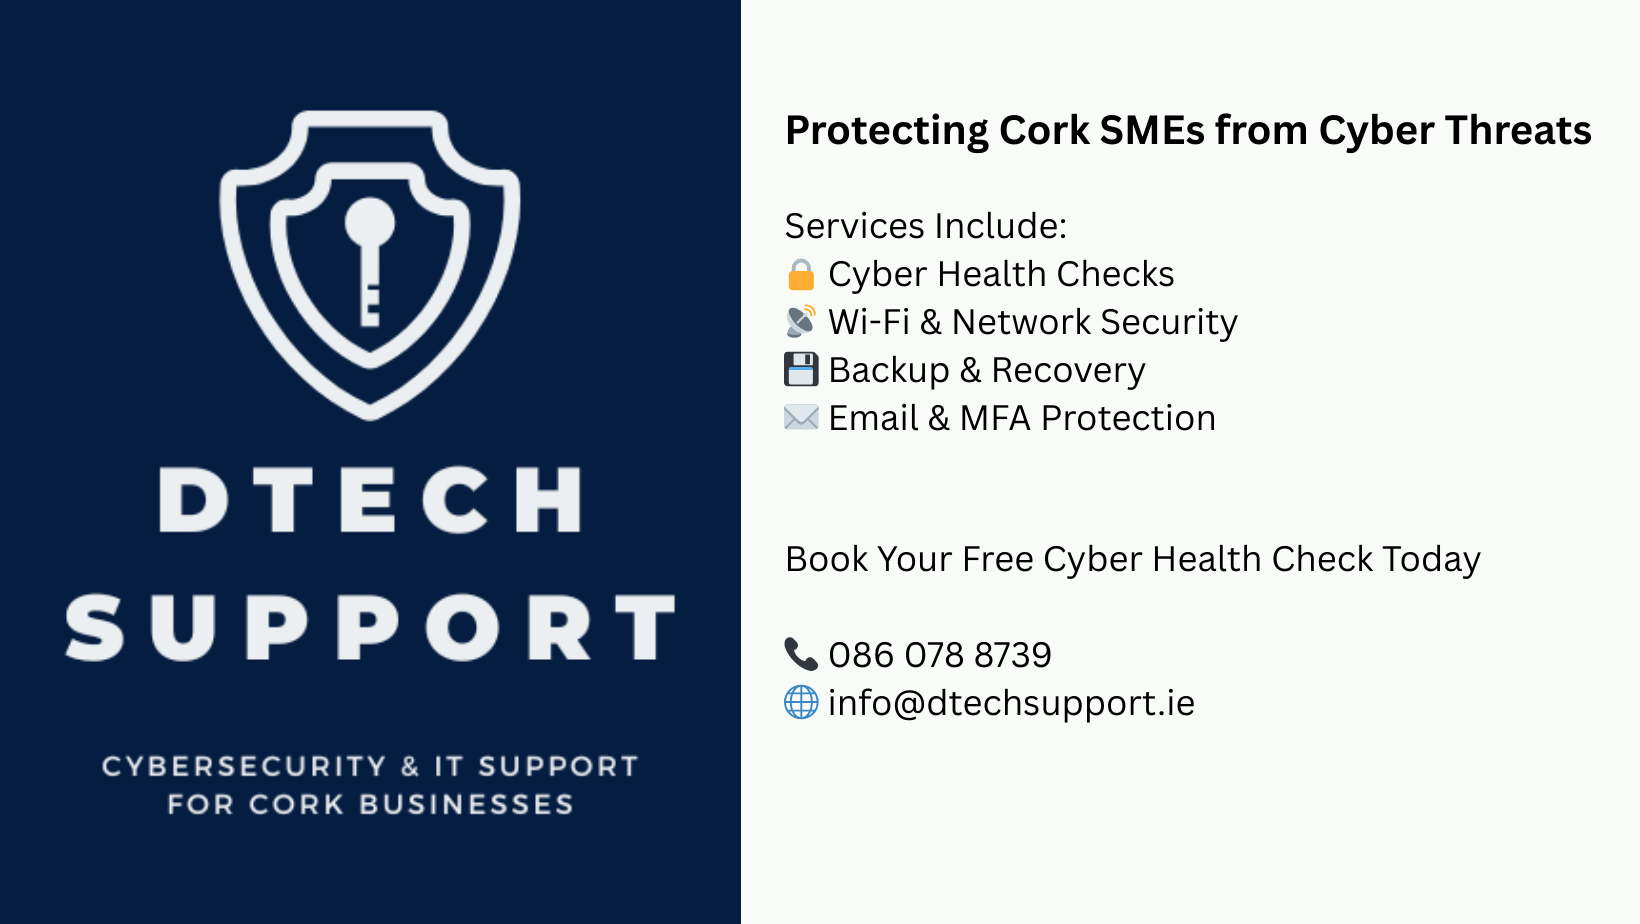 DTECH
SUPPORT
CYBERSECURITY & IT SUPPORT
FOR CORK BUSINESSES
Protecting Cork SMEs from Cyber Threats
Services Include:
🔒 Cyber Health Checks
📡 Wi-Fi & Network Security
💾 Backup & Recovery
✉️ Email & MFA Protection
Book Your Free Cyber Health Check Today
📞 086 078 8739
🌐 info@dtechsupport.ie